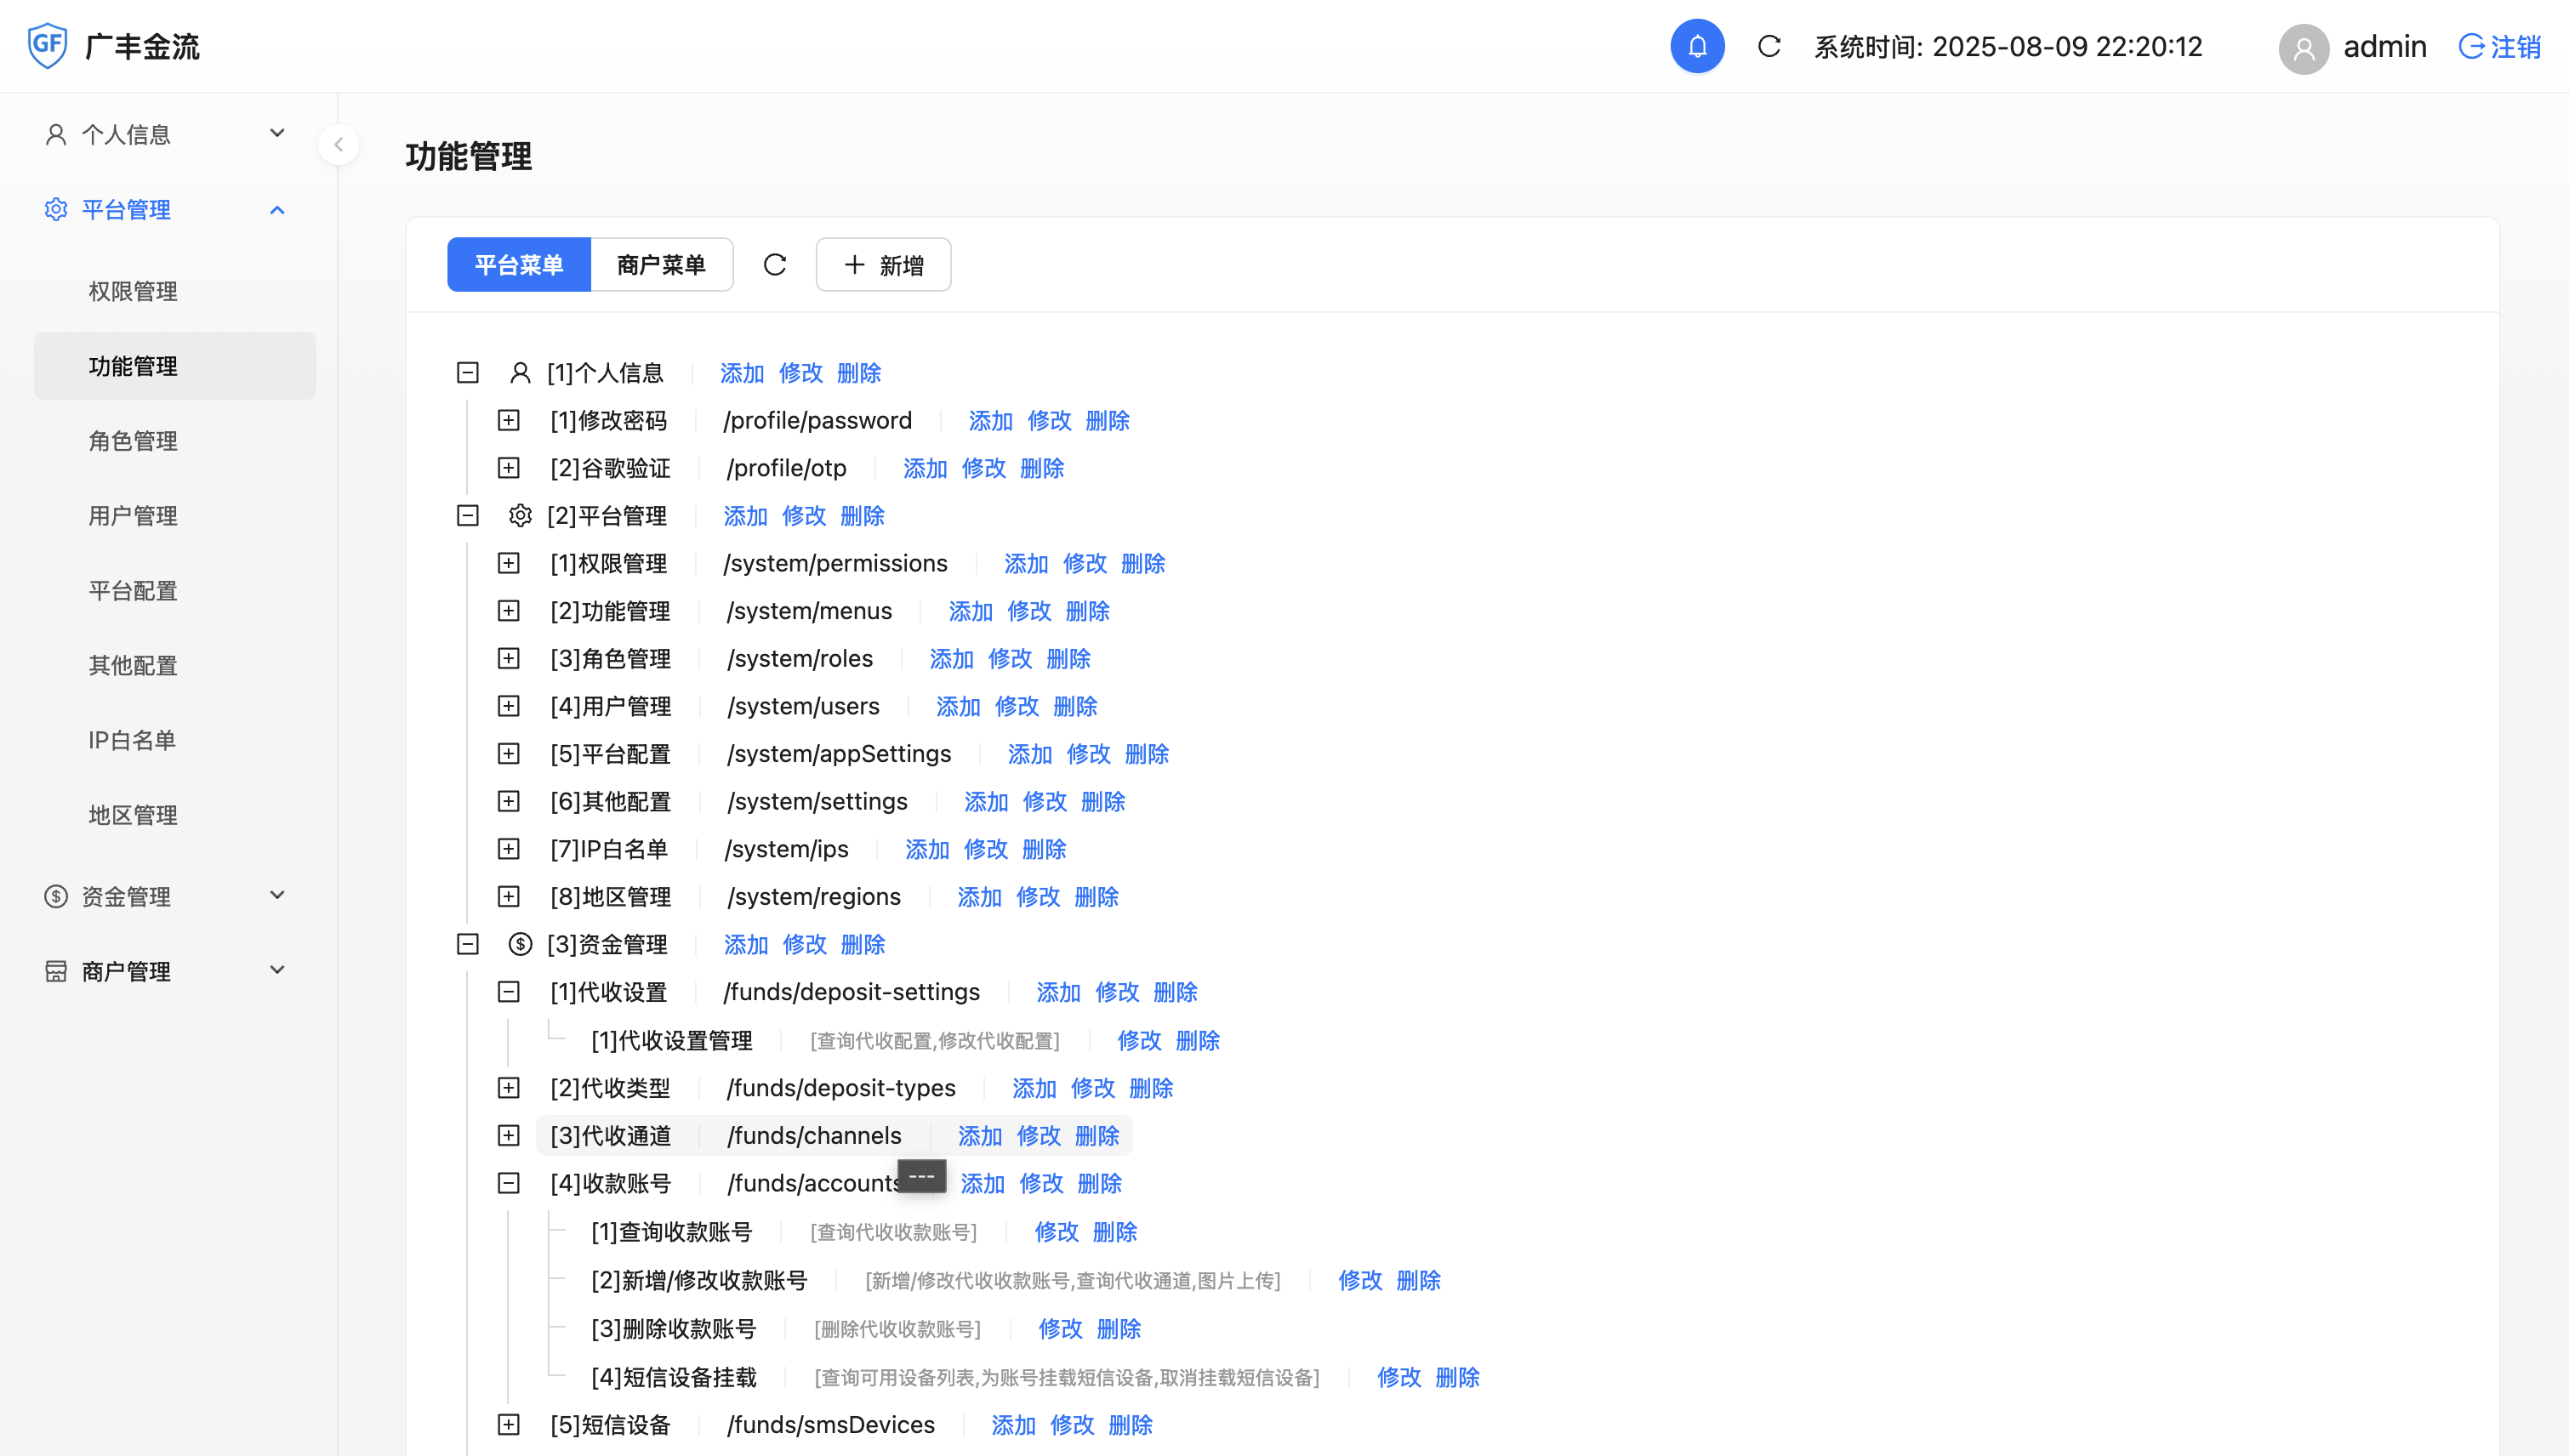 GF 广丰金流
系统时间: 2025-08-09 22:20:12 admin 注销
个人信息
平台管理
权限管理
功能管理
角色管理
用户管理
平台配置
其他配置
IP白名单
地区管理
资金管理
商户管理
功能管理
平台菜单 商户菜单 新增
[1]个人信息 添加 修改 删除
[1]修改密码 /profile/password 添加 修改 删除
[2]谷歌验证 /profile/otp 添加 修改 删除
[2]平台管理 添加 修改 删除
[1]权限管理 /system/permissions 添加 修改 删除
[2]功能管理 /system/menus 添加 修改 删除
[3]角色管理 /system/roles 添加 修改 删除
[4]用户管理 /system/users 添加 修改 删除
[5]平台配置 /system/appSettings 添加 修改 删除
[6]其他配置 /system/settings 添加 修改 删除
[7]IP白名单 /system/ips 添加 修改 删除
[8]地区管理 /system/regions 添加 修改 删除
[3]资金管理 添加 修改 删除
[1]代收设置 /funds/deposit-settings 添加 修改 删除
[1]代收设置管理 [查询代收配置,修改代收配置] 修改 删除
[2]代收类型 /funds/deposit-types 添加 修改 删除
[3]代收通道 /funds/channels 添加 修改 删除
---
[4]收款账号 /funds/accounts 添加 修改 删除
[1]查询收款账号 [查询代收收款账号] 修改 删除
[2]新增/修改收款账号 [新增/修改代收收款账号,查询代收通道,图片上传] 修改 删除
[3]删除收款账号 [删除代收收款账号] 修改 删除
[4]短信设备挂载 [查询可用设备列表,为账号挂载短信设备,取消挂载短信设备] 修改 删除
[5]短信设备 /funds/smsDevices 添加 修改 删除